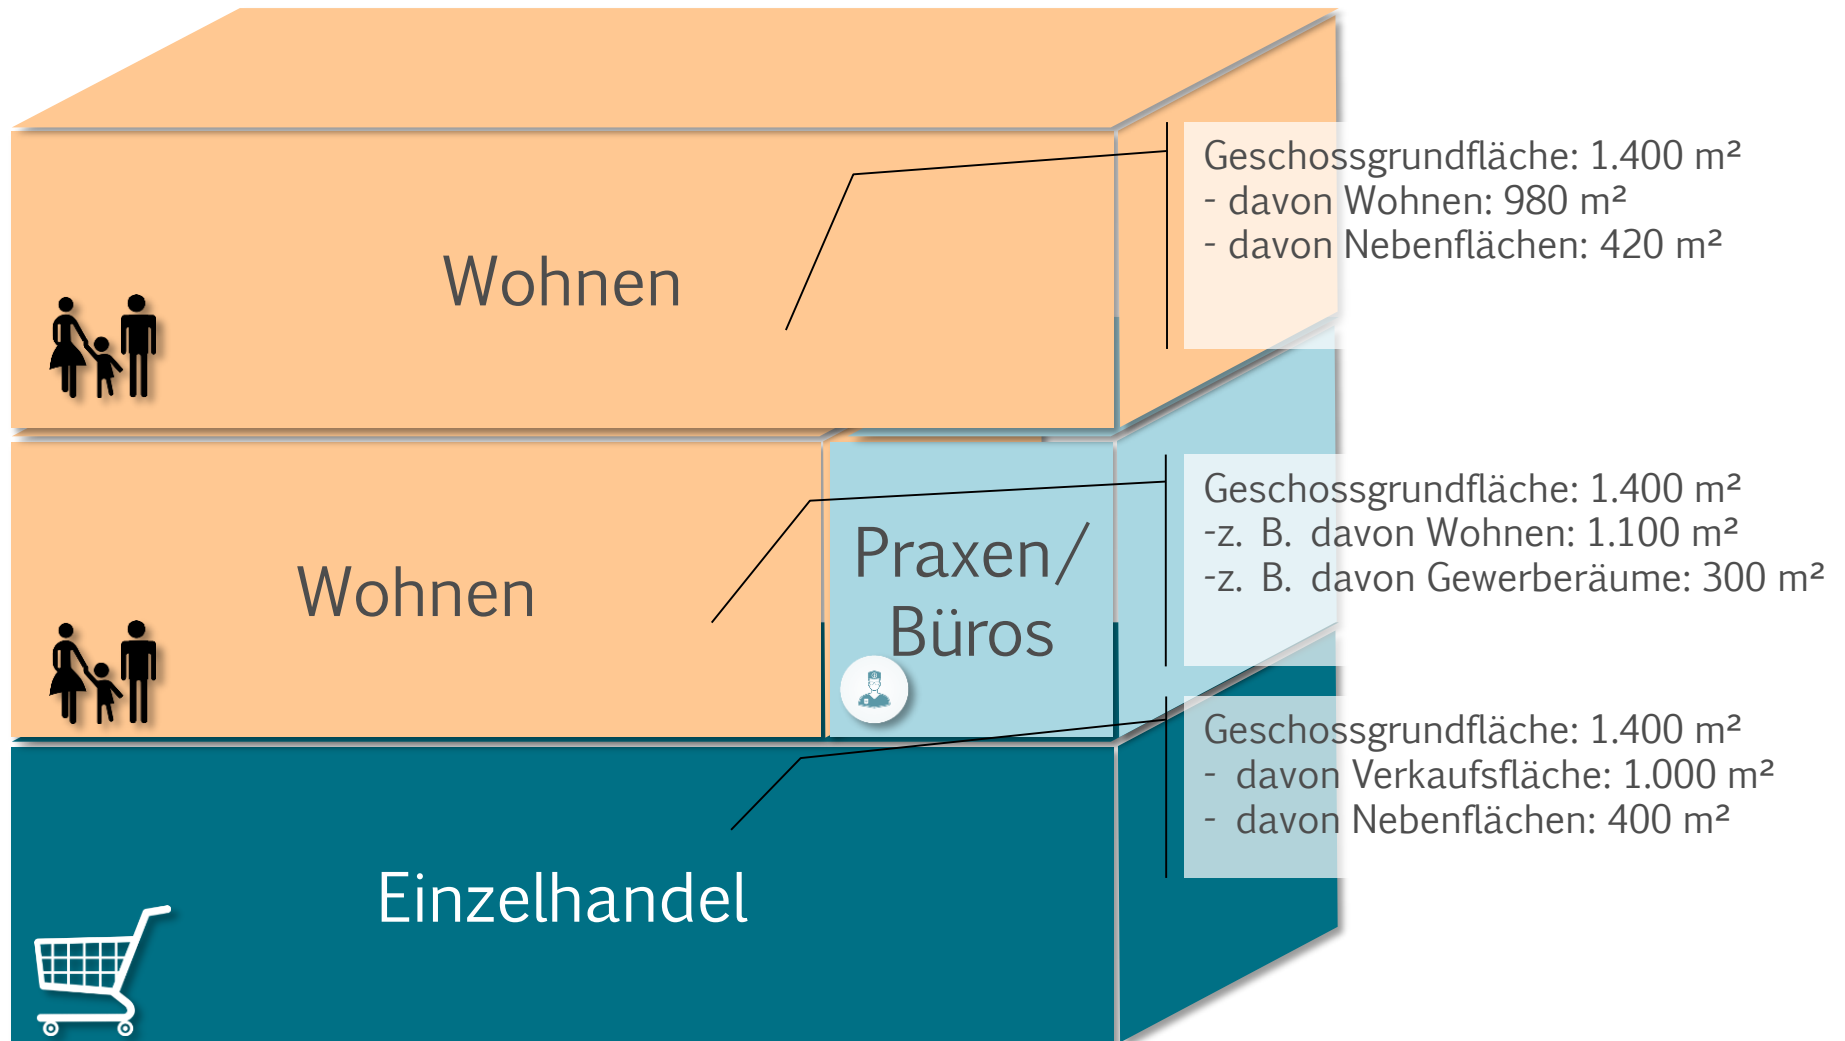 Wohnen
Geschossgrundfläche: 1.400 m²
- davon Wohnen: 980 m²
- davon Nebenflächen: 420 m²
Wohnen
Praxen/
Büros
Geschossgrundfläche: 1.400 m²
-z. B. davon Wohnen: 1.100 m²
-z. B. davon Gewerberäume: 300 m²
Einzelhandel
Geschossgrundfläche: 1.400 m²
- davon Verkaufsfläche: 1.000 m²
- davon Nebenflächen: 400 m²